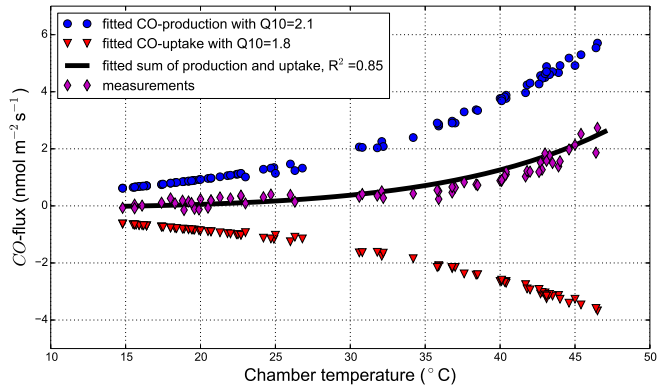 fitted CO-production with Q10=2.1
fitted CO-uptake with Q10=1.8
fitted sum of production and uptake, R² =0.85
measurements
6
4
2
0
−2
−4
CO-flux (nmol m⁻² s⁻¹)
10 15 20 25 30 35 40 45 50
Chamber temperature (°C)